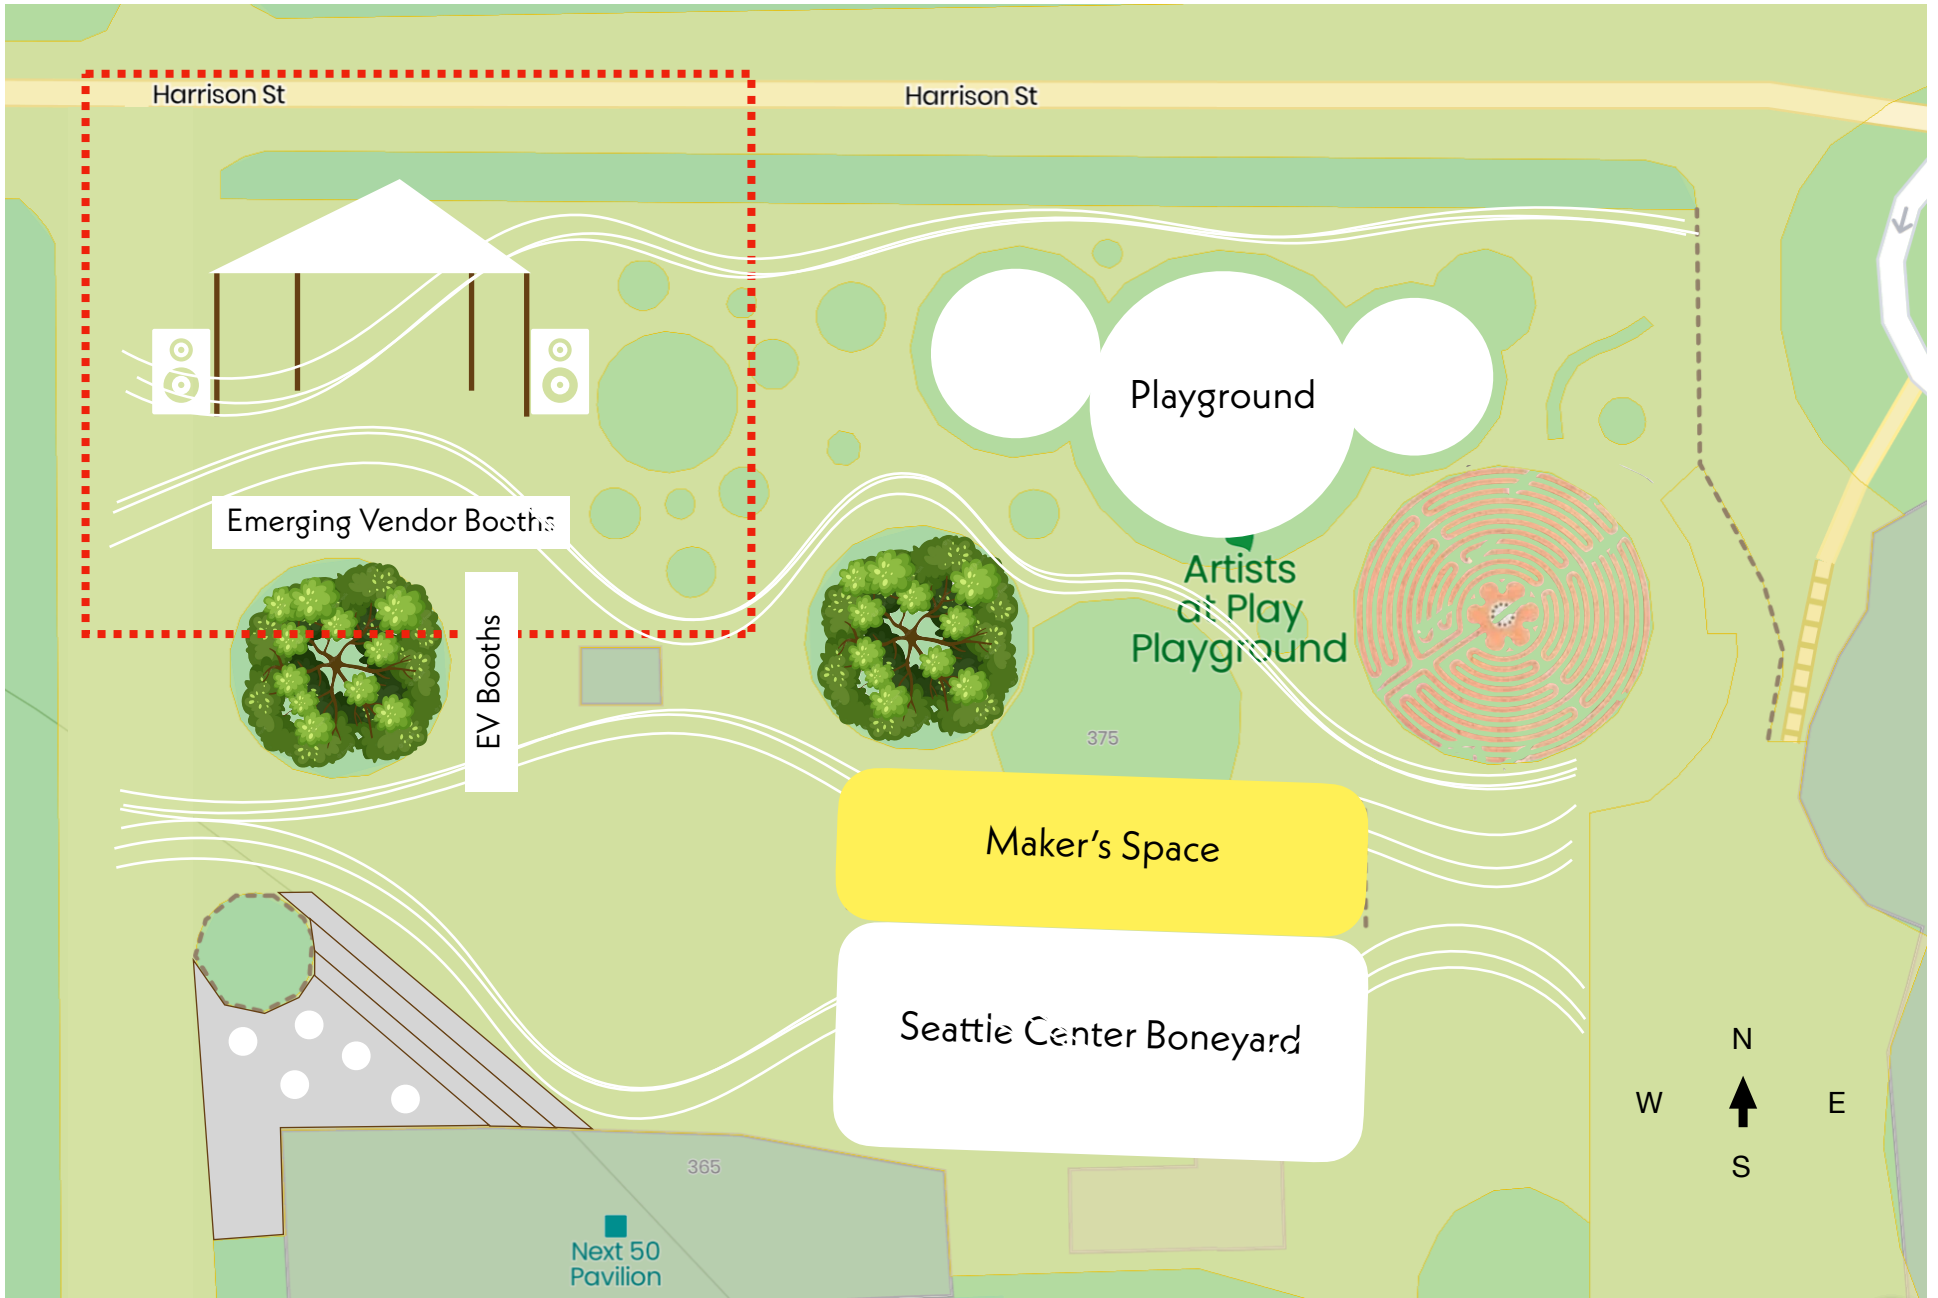 Harrison St
Harrison St
Playground
Emerging Vendor Booths
Artists
at Play
Playground
EV Booths
375
Maker's Space
Seattle Center Boneyard
N
W
E
S
365
Next 50
Pavilion